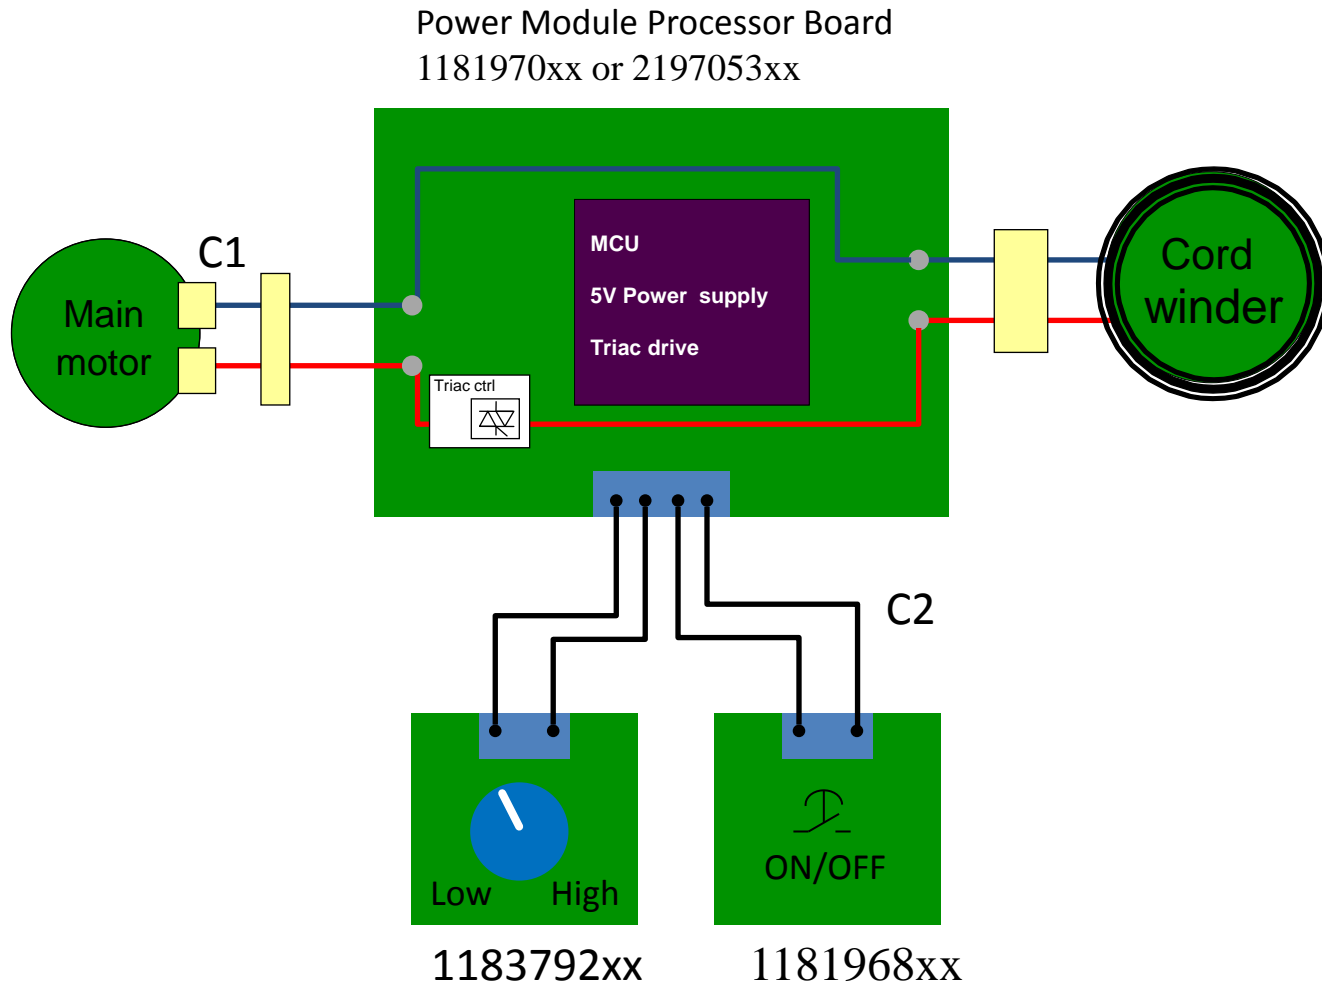 Power Module Processor Board
1181970xx or 2197053xx
C1
Main
motor
MCU
5V Power supply
Triac drive
Triac ctrl
Cord
winder
C2
Low
High
ON/OFF
1183792xx
1181968xx